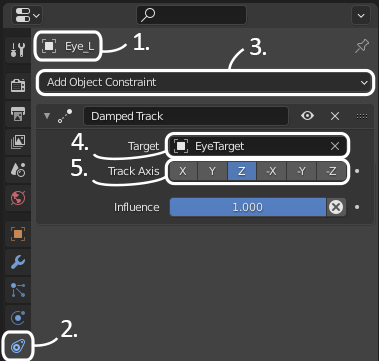 1.
Eye_L
3.
Add Object Constraint
Damped Track
4.
Target EyeTarget
5.
Track Axis X Y Z -X -Y -Z
Influence 1.000
2.